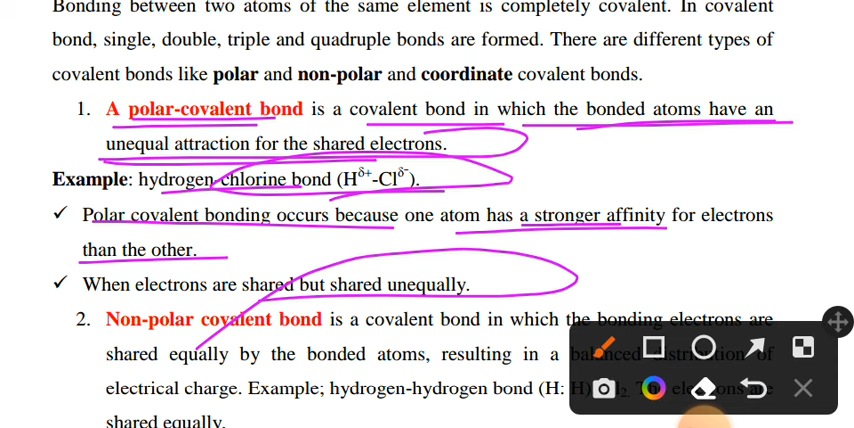 Bonding between two atoms of the same element is completely covalent. In covalent
bond, single, double, triple and quadruple bonds are formed. There are different types of
covalent bonds like polar and non-polar and coordinate covalent bonds.
1. A polar-covalent bond is a covalent bond in which the bonded atoms have an
unequal attraction for the shared electrons.
Example: hydrogen-chlorine bond (Hᵟ⁺-Clᵟ⁻).
✓ Polar covalent bonding occurs because one atom has a stronger affinity for electrons
than the other.
✓ When electrons are shared but shared unequally.
2. Non-polar covalent bond is a covalent bond in which the bonding electrons are
shared equally by the bonded atoms, resulting in a balanced distribution of
electrical charge. Example; hydrogen-hydrogen bond (H: H)
shared equally.